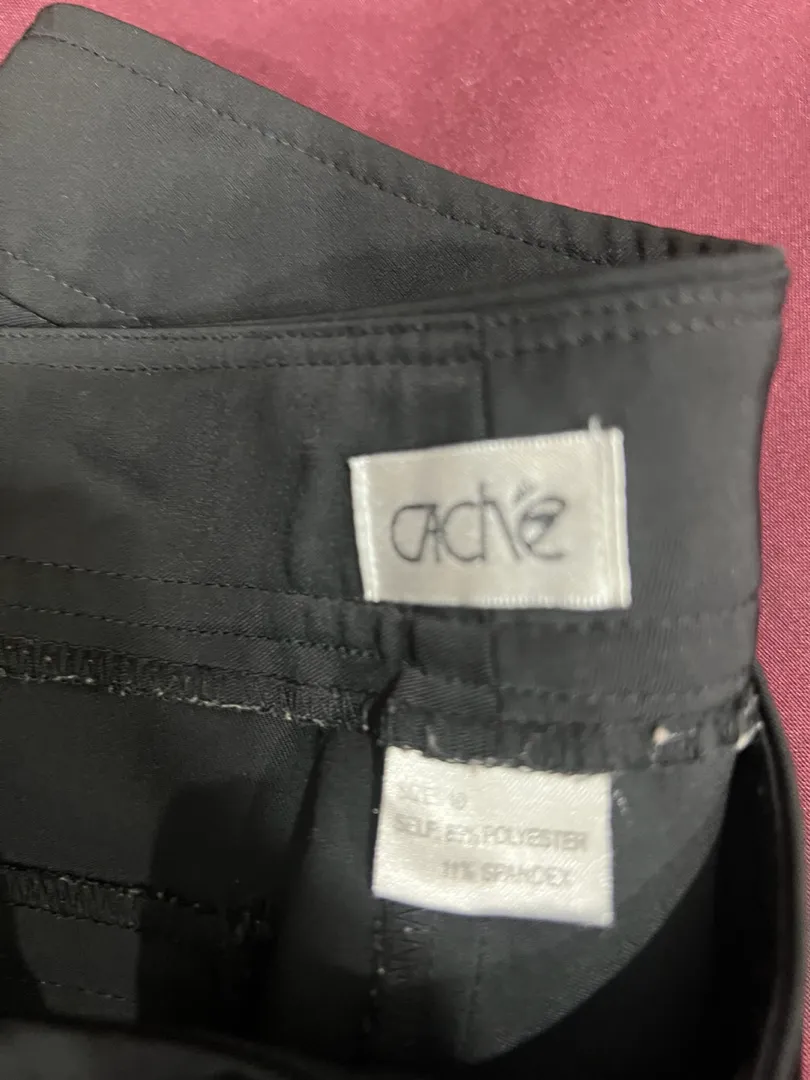 CAChé
SIZE: 10
SELF: 89% POLYESTER
11% SPANDEX